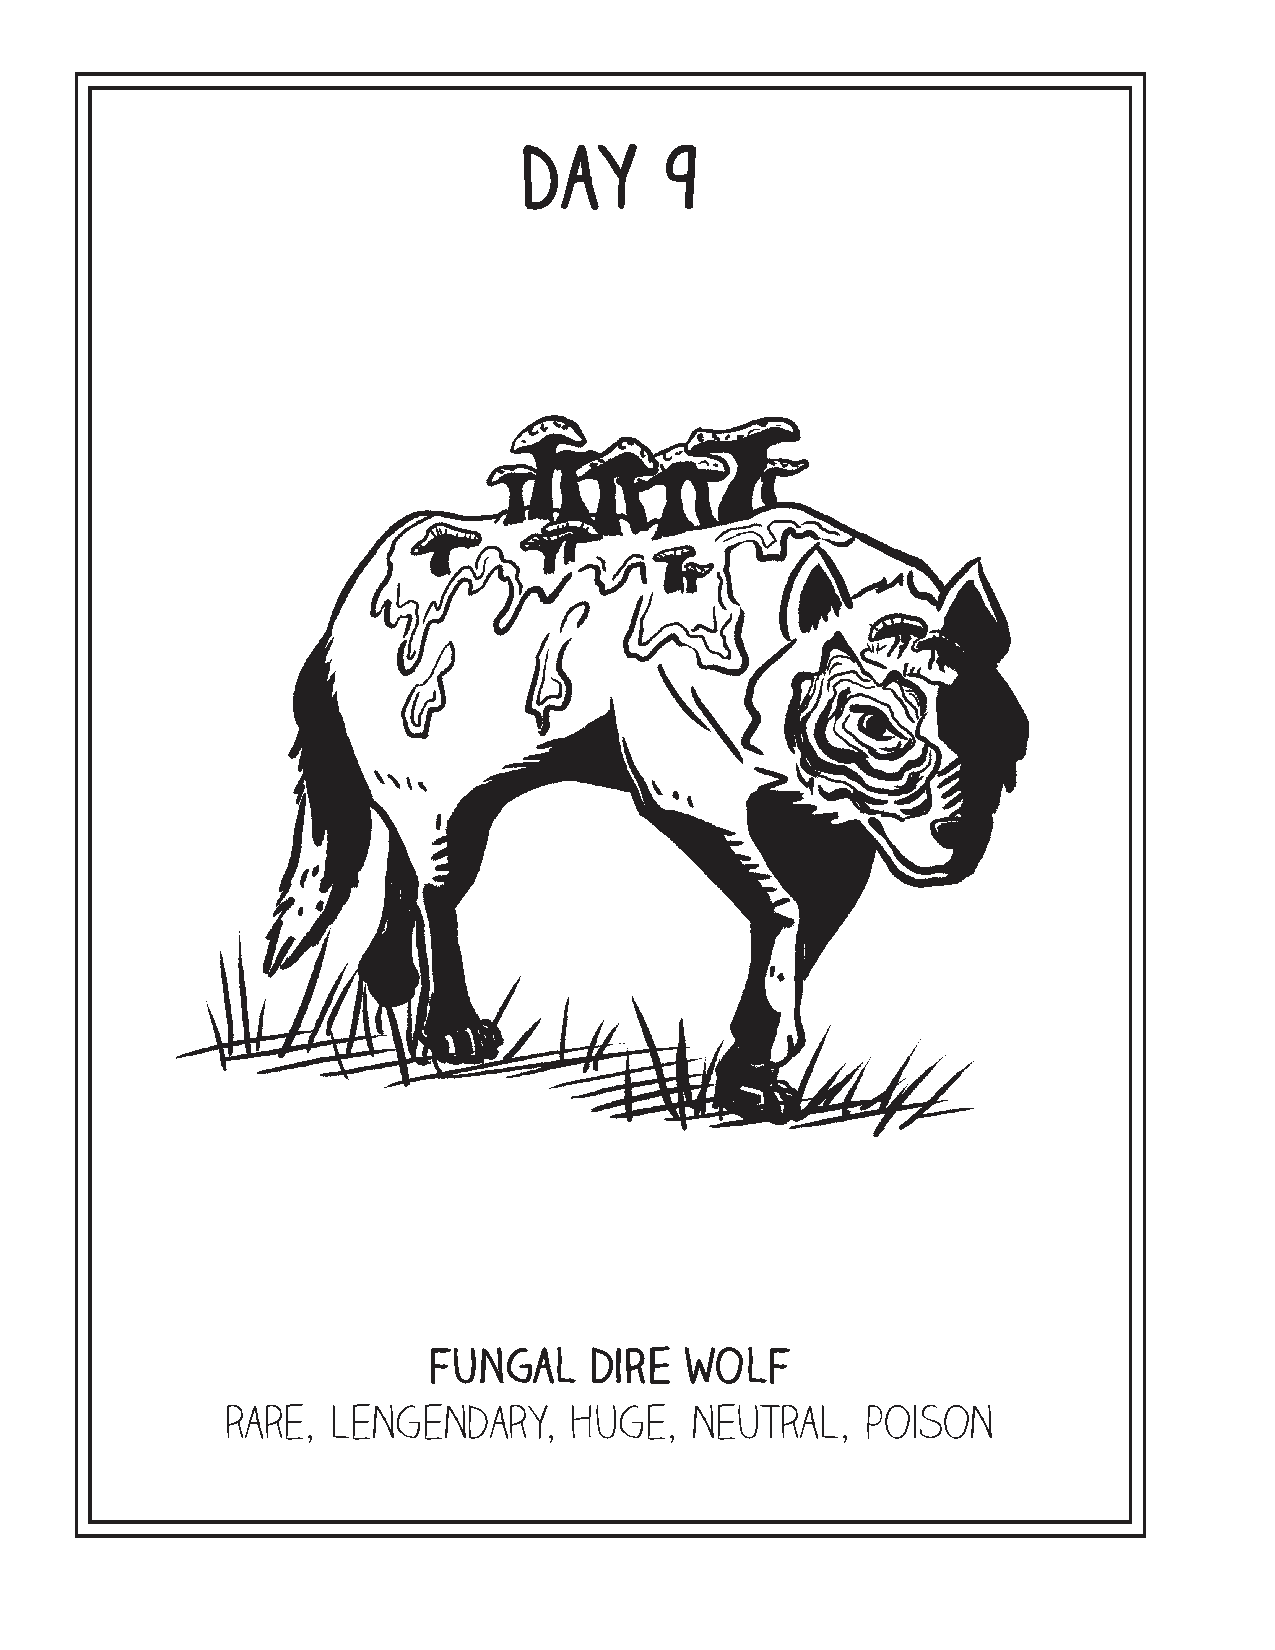 DAY 9
FUNGAL DIRE WOLF
RARE, LENGENDARY, HUGE, NEUTRAL, POISON